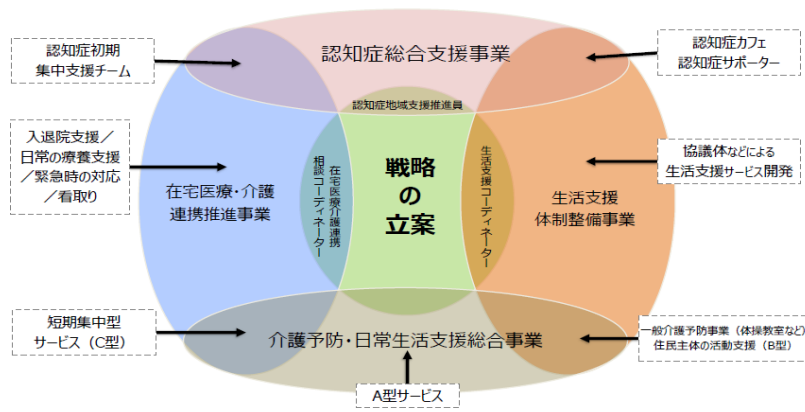 認知症初期
集中支援チーム
認知症総合支援事業
認知症カフェ
認知症サポーター
認知症地域支援推進員
入退院支援／
日常の療養支援
／緊急時の対応
／看取り
在宅医療・介護
連携推進事業
在宅医療介護連携
相談コーディネーター
戦略
の
立案
生活支援コーディネーター
生活支援
体制整備事業
協議体などによる
生活支援サービス開発
短期集中型
サービス（C型）
介護予防・日常生活支援総合事業
一般介護予防事業（体操教室など）
住民主体の活動支援（B型）
A型サービス